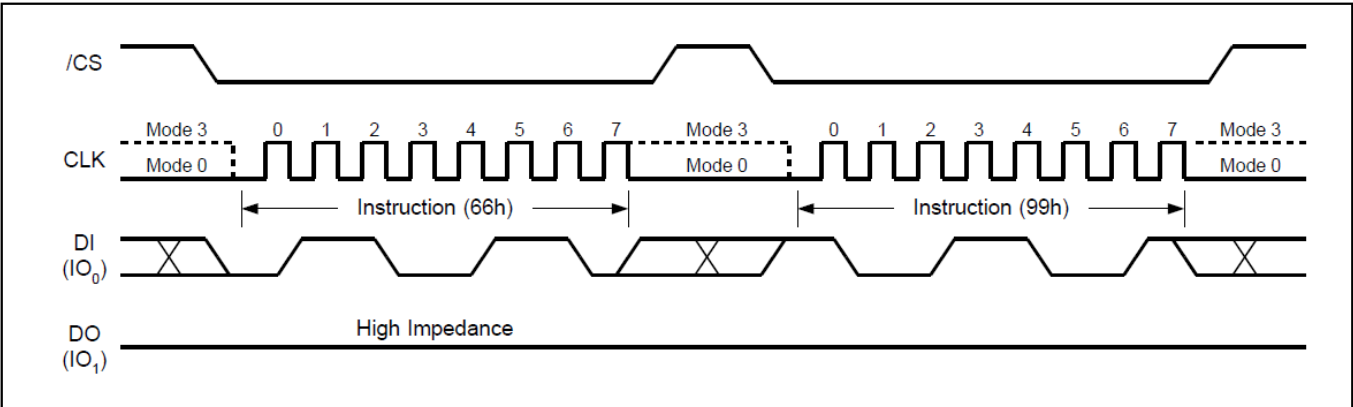 /CS
Mode 3 0 1 2 3 4 5 6 7 Mode 3 0 1 2 3 4 5 6 7 Mode 3
CLK Mode 0 Mode 0 Mode 0
Instruction (66h) Instruction (99h)
DI
(IO₀)
High Impedance
DO
(IO₁)